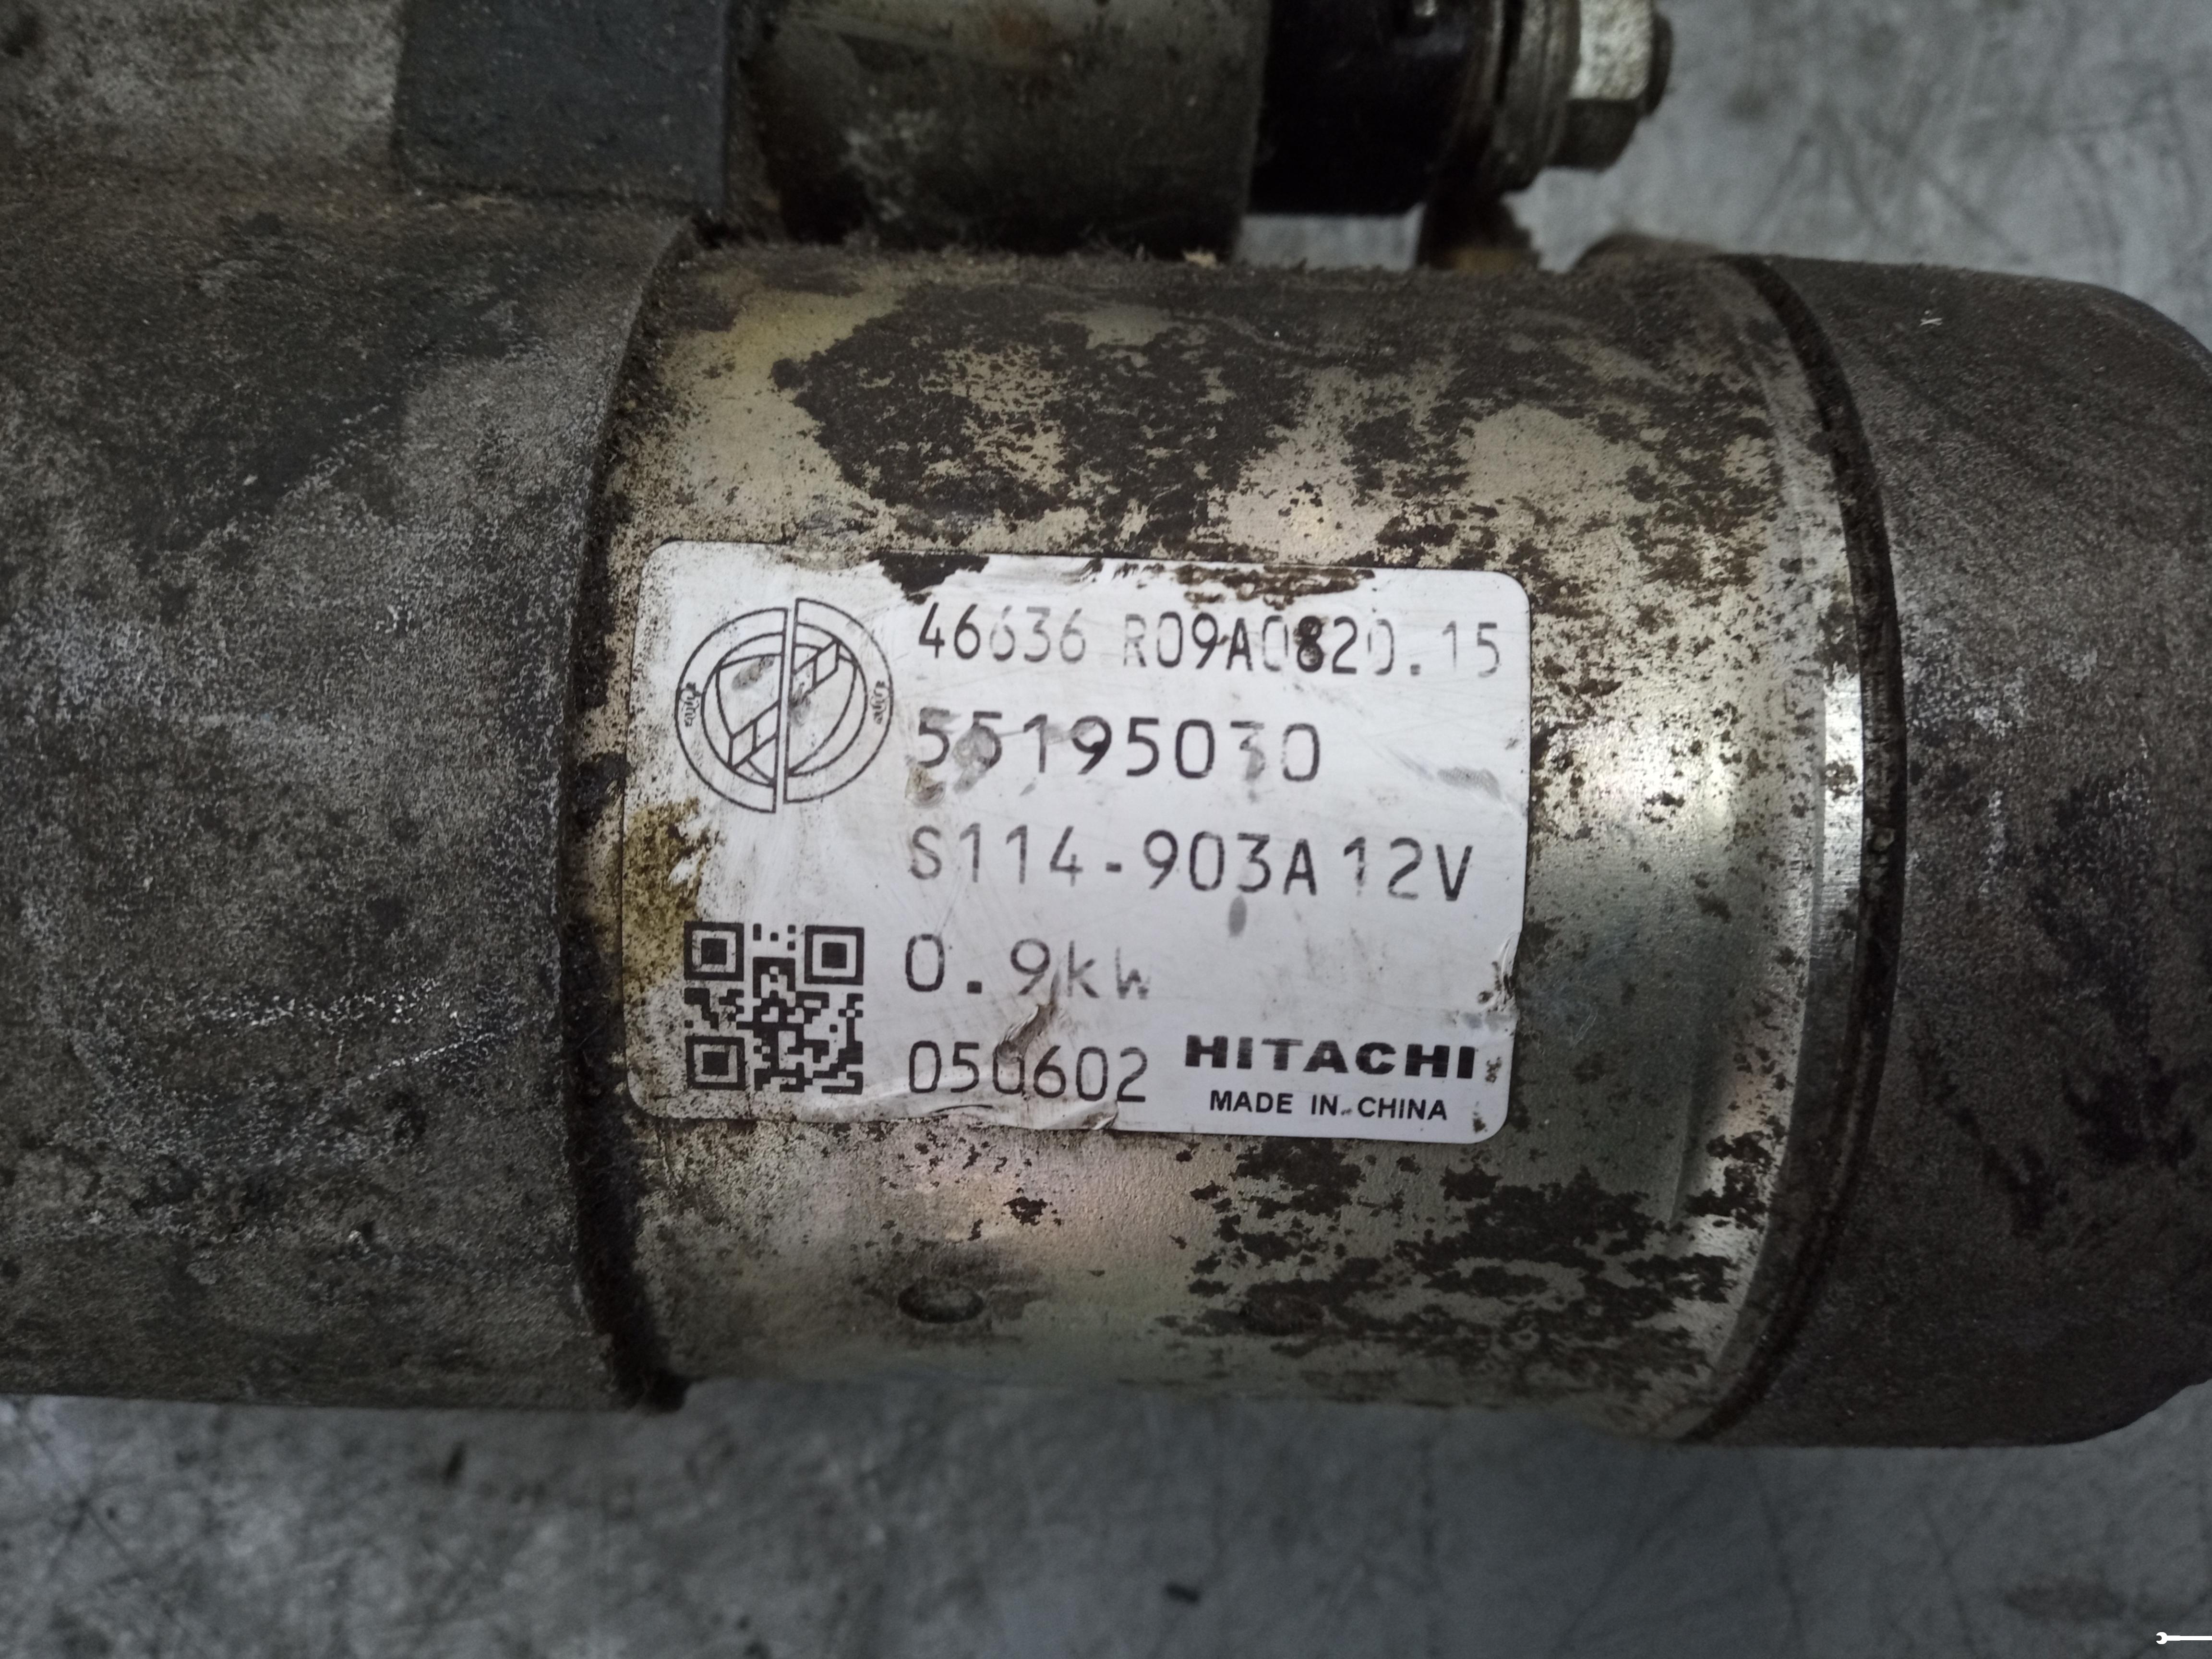 46636 R09A0820.15
55195030
S114-903A 12V
0.9kW
050602
HITACHI
MADE IN CHINA